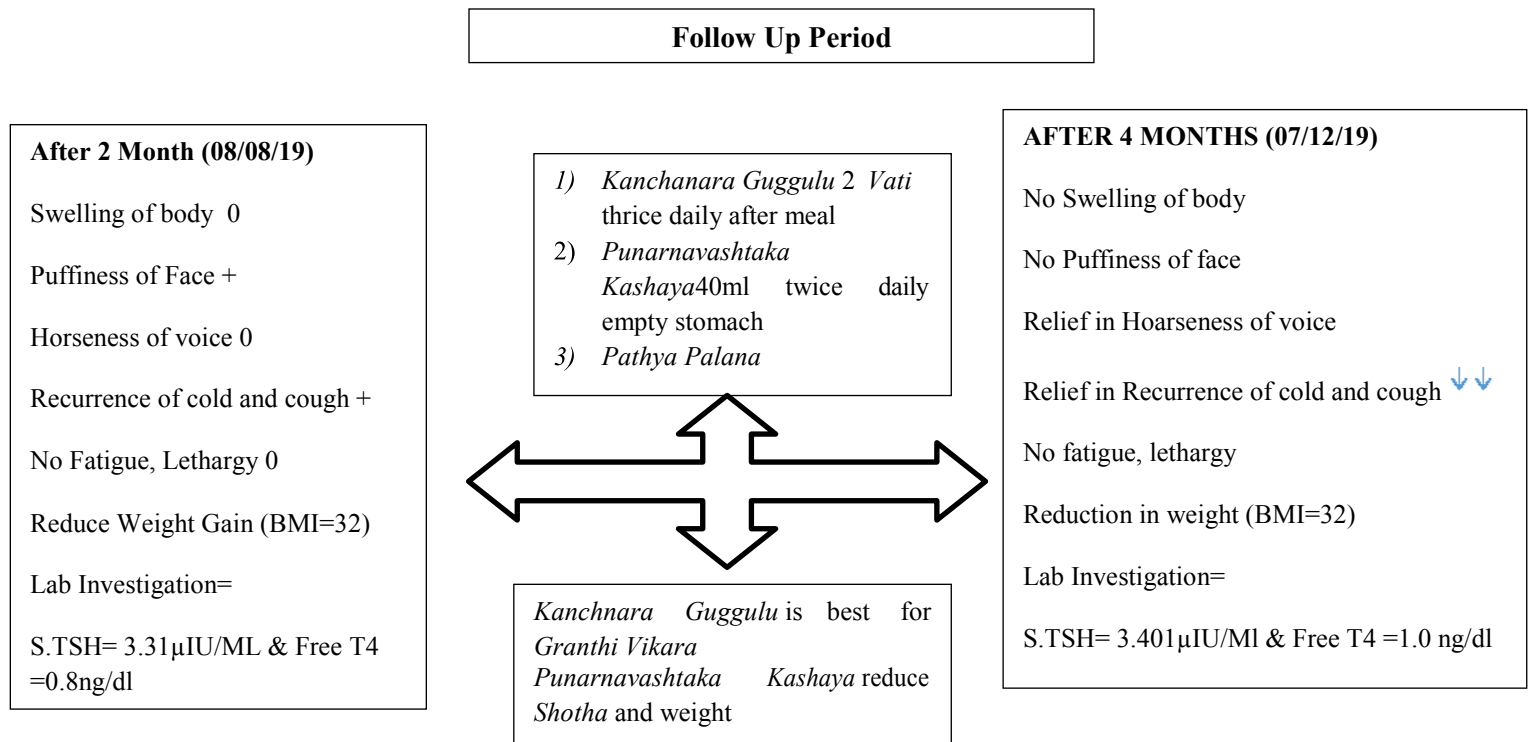 Follow Up Period
After 2 Month (08/08/19)
Swelling of body 0
Puffiness of Face +
Horseness of voice 0
Recurrence of cold and cough +
No Fatigue, Lethargy 0
Reduce Weight Gain (BMI=32)
Lab Investigation=
S.TSH= 3.31µIU/ML & Free T4
=0.8ng/dl
1) Kanchanara Guggulu 2 Vati
thrice daily after meal
2) Punarnavashtaka
Kashaya40ml twice daily
empty stomach
3) Pathya Palana
Kanchnara Guggulu is best for
Granthi Vikara
Punarnavashtaka Kashaya reduce
Shotha and weight
AFTER 4 MONTHS (07/12/19)
No Swelling of body
No Puffiness of face
Relief in Hoarseness of voice
Relief in Recurrence of cold and cough
No fatigue, lethargy
Reduction in weight (BMI=32)
Lab Investigation=
S.TSH= 3.401µIU/Ml & Free T4 =1.0 ng/dl